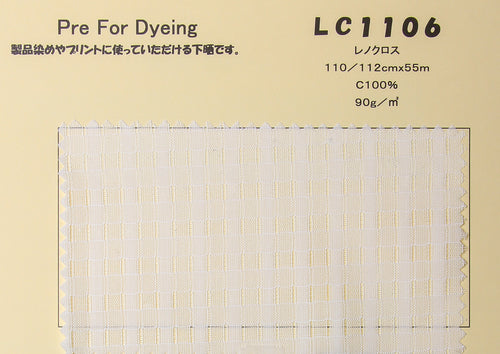 Pre For Dyeing
製品染めやプリントに使っていただける下晒です。
LC1106
レノクロス
110／112cmx55m
C100%
90g／㎡